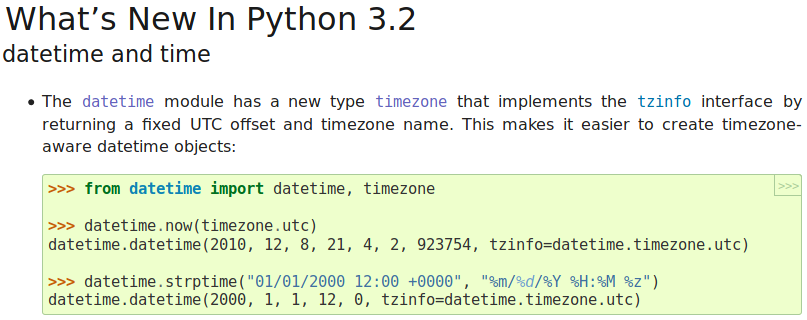 What's New In Python 3.2
datetime and time
• The datetime module has a new type timezone that implements the tzinfo interface by
returning a fixed UTC offset and timezone name. This makes it easier to create timezone-
aware datetime objects:
>>> from datetime import datetime, timezone
>>>
>>> datetime.now(timezone.utc)
datetime.datetime(2010, 12, 8, 21, 4, 2, 923754, tzinfo=datetime.timezone.utc)
>>> datetime.strptime("01/01/2000 12:00 +0000", "%m/%d/%Y %H:%M %z")
datetime.datetime(2000, 1, 1, 12, 0, tzinfo=datetime.timezone.utc)